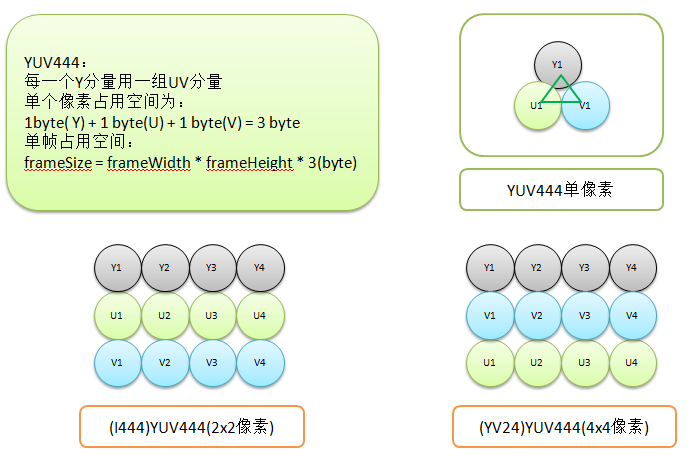 YUV444：
每一个Y分量用一组UV分量
单个像素占用空间为：
1byte( Y) + 1 byte(U) + 1 byte(V) = 3 byte
单帧占用空间：
frameSize = frameWidth * frameHeight * 3(byte)
Y1
U1 V1
YUV444单像素
Y1 Y2 Y3 Y4
U1 U2 U3 U4
V1 V2 V3 V4
(I444)YUV444(2x2像素)
Y1 Y2 Y3 Y4
V1 V2 V3 V4
U1 U2 U3 U4
(YV24)YUV444(4x4像素)